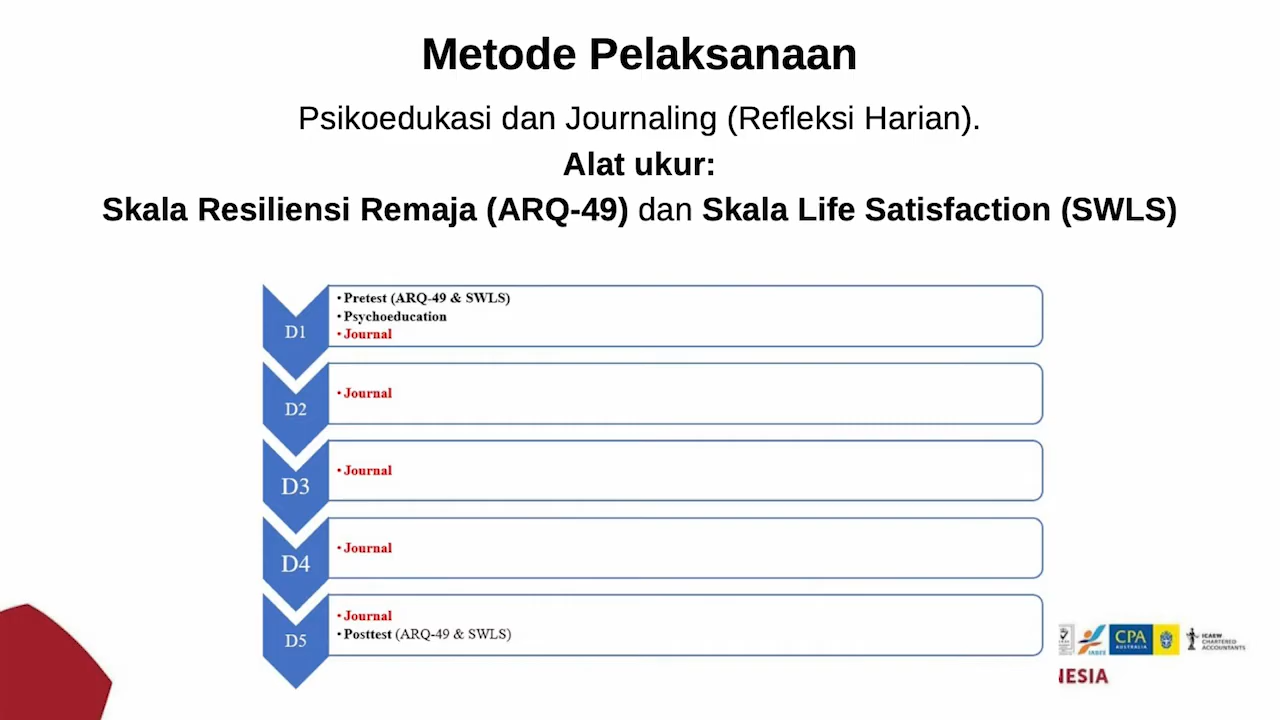 Metode Pelaksanaan
Psikoedukasi dan Journaling (Refleksi Harian).
Alat ukur:
Skala Resiliensi Remaja (ARQ-49) dan Skala Life Satisfaction (SWLS)
D1
• Pretest (ARQ-49 & SWLS)
• Psychoeducation
• Journal
D2
• Journal
D3
• Journal
D4
• Journal
D5
• Journal
• Posttest (ARQ-49 & SWLS)
IABEE
CPA
AUSTRALIA
ICAEW
CHARTERED
ACCOUNTANTS
NESIA